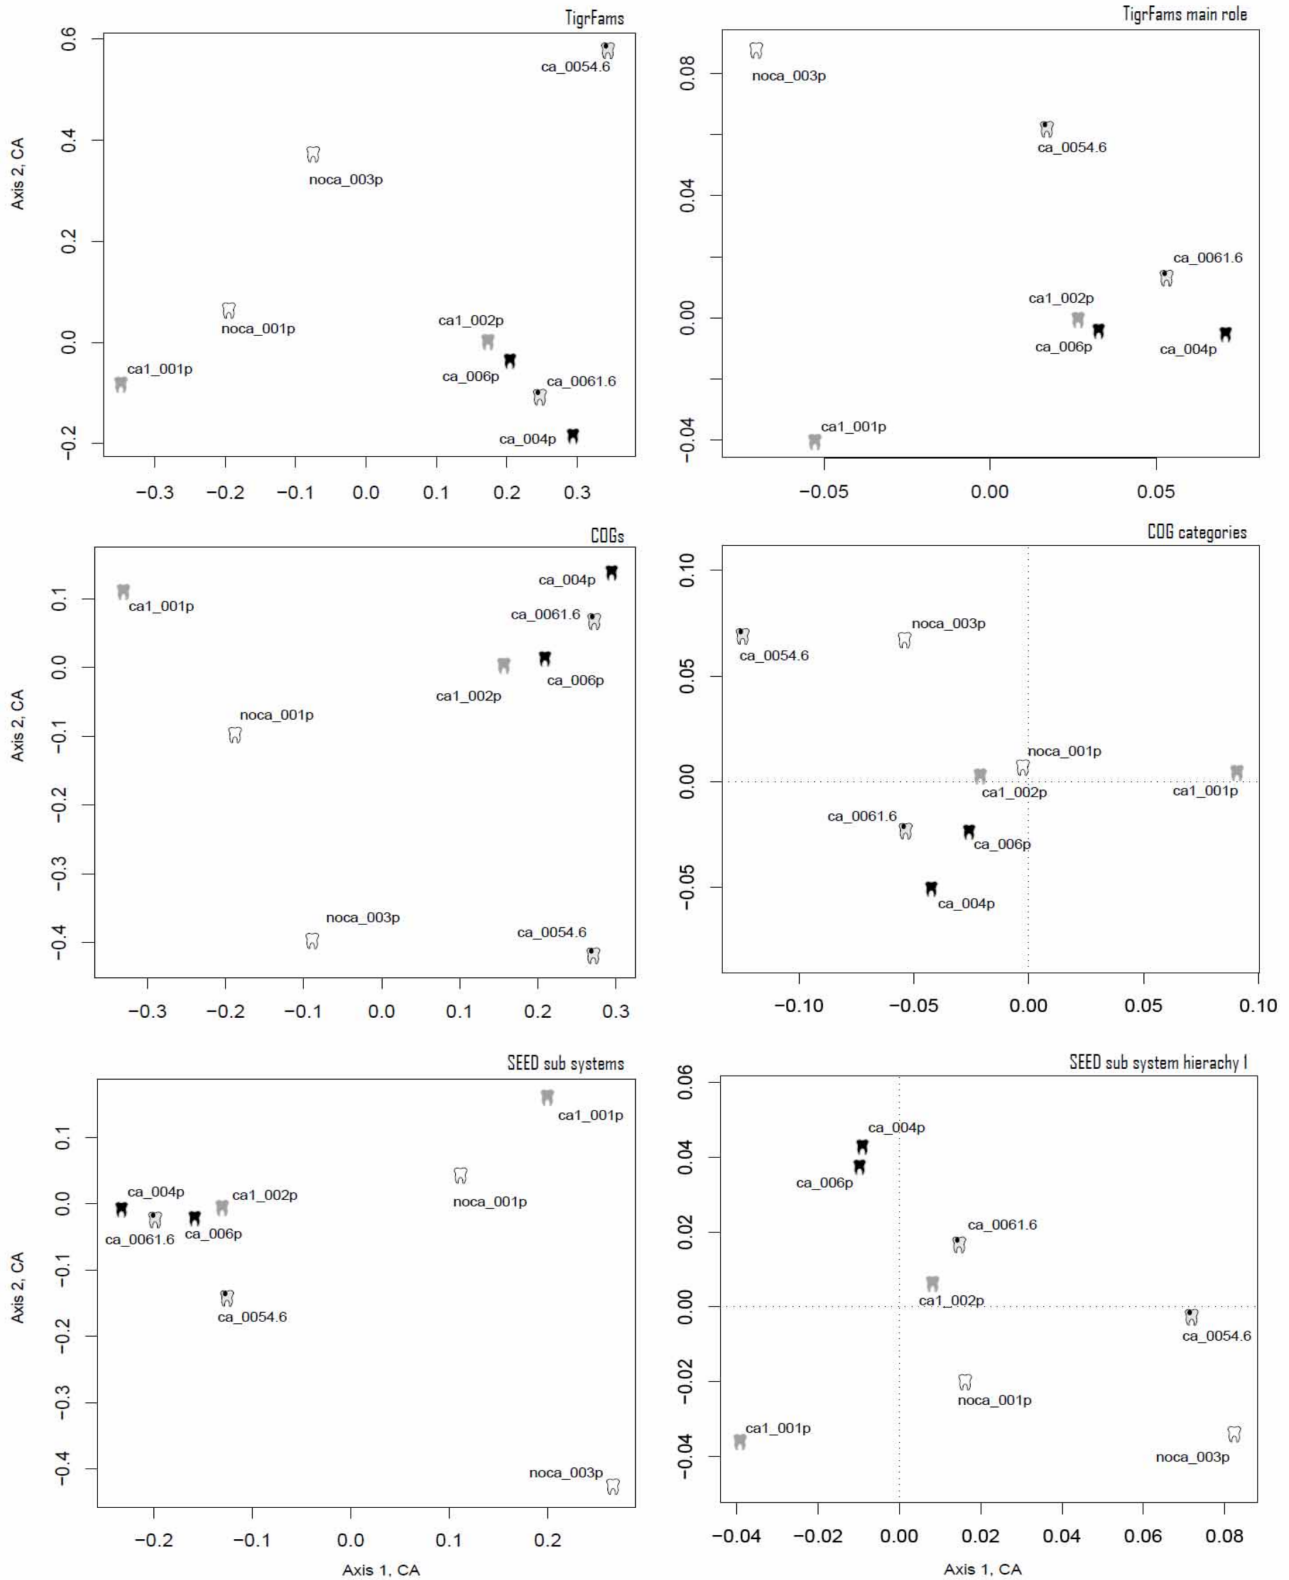 TigrFams
0.6
0.4
0.2
0.0
−0.2
Axis 2, CA
ca_0054.6
noca_003p
noca_001p
ca1_001p
ca1_002p
ca_006p
ca_0061.6
ca_004p
−0.3 −0.2 −0.1 0.0 0.1 0.2 0.3
TigrFams main role
0.08
0.04
0.00
−0.04
noca_003p
ca_0054.6
ca_0061.6
ca1_002p
ca_006p
ca_004p
ca1_001p
−0.05 0.00 0.05
COGs
0.1
0.0
−0.1
−0.2
−0.3
−0.4
Axis 2, CA
ca_004p
ca1_001p
ca_0061.6
ca_006p
ca1_002p
noca_001p
noca_003p
ca_0054.6
−0.3 −0.2 −0.1 0.0 0.1 0.2 0.3
COG categories
0.10
0.05
0.00
−0.05
noca_003p
ca_0054.6
noca_001p
ca1_002p
ca1_001p
ca_0061.6
ca_006p
ca_004p
−0.10 −0.05 0.00 0.05 0.10
SEED sub systems
0.1
0.0
−0.1
−0.2
−0.3
−0.4
Axis 2, CA
ca1_001p
ca_004p
ca1_002p
noca_001p
ca_0061.6
ca_006p
ca_0054.6
noca_003p
−0.2 −0.1 0.0 0.1 0.2
Axis 1, CA
SEED sub system hierachy 1
0.06
0.04
0.02
0.00
−0.02
−0.04
ca_004p
ca_006p
ca_0061.6
ca1_002p
ca_0054.6
noca_001p
ca1_001p
noca_003p
−0.04 −0.02 0.00 0.02 0.04 0.06 0.08
Axis 1, CA